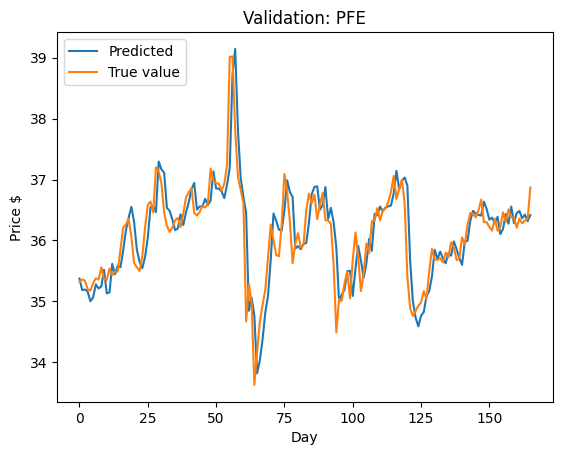 Validation: PFE
Predicted
True value
Price $
39
38
37
36
35
34
0 25 50 75 100 125 150
Day